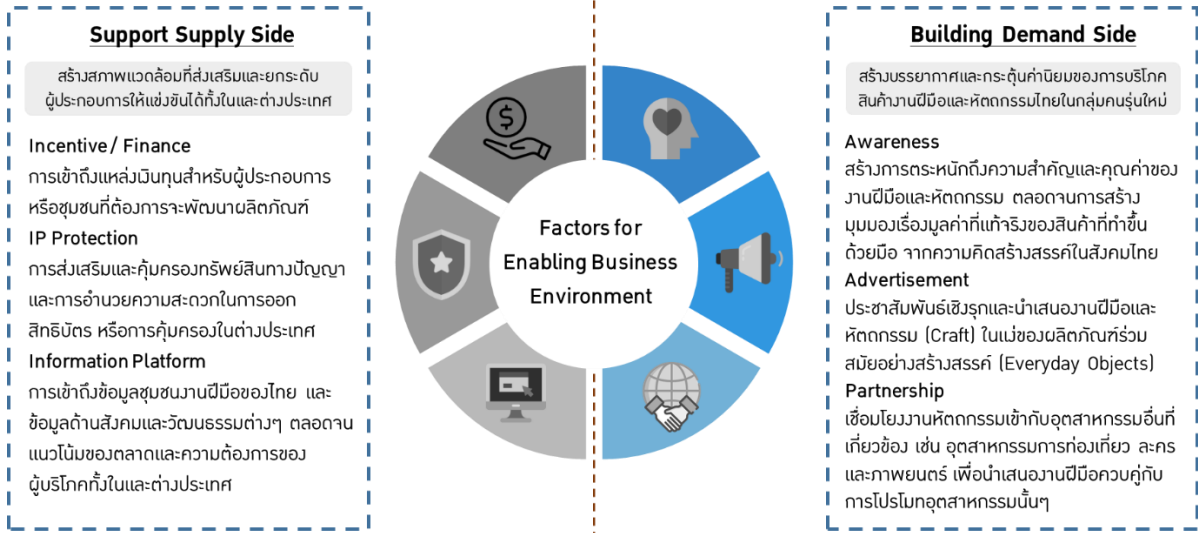 Support Supply Side
สร้างสภาพแวดล้อมที่ส่งเสริมและยกระดับ
ผู้ประกอบการให้แข่งขันได้ทั้งในและต่างประเทศ
Incentive / Finance
การเข้าถึงแหล่งเงินทุนสำหรับผู้ประกอบการ
หรือชุมชนที่ต้องการจะพัฒนาผลิตภัณฑ์
IP Protection
การส่งเสริมและคุ้มครองทรัพย์สินทางปัญญา
และการอำนวยความสะดวกในการออก
สิทธิบัตร หรือการคุ้มครองในต่างประเทศ
Information Platform
การเข้าถึงข้อมูลชุมชนงานฝีมือของไทย และ
ข้อมูลด้านสังคมและวัฒนธรรมต่างๆ ตลอดจน
แนวโน้มของตลาดและความต้องการของ
ผู้บริโภคทั้งในและต่างประเทศ
Factors for
Enabling Business
Environment
Building Demand Side
สร้างบรรยากาศและกระตุ้นค่านิยมของการบริโภค
สินค้างานฝีมือและหัตถกรรมไทยในกลุ่มคนรุ่นใหม่
Awareness
สร้างการตระหนักถึงความสำคัญและคุณค่าของ
งานฝีมือและหัตถกรรม ตลอดจนการสร้าง
มุมมองเรื่องมูลค่าที่แท้จริงของสินค้าที่ทำขึ้น
ด้วยมือ จากความคิดสร้างสรรค์ในสังคมไทย
Advertisement
ประชาสัมพันธ์เชิงรุกและนำเสนองานฝีมือและ
หัตถกรรม (Craft) ในแง่ของผลิตภัณฑ์ร่วม
สมัยอย่างสร้างสรรค์ (Everyday Objects)
Partnership
เชื่อมโยงงานหัตถกรรมเข้ากับอุตสาหกรรมอื่นที่
เกี่ยวข้อง เช่น อุตสาหกรรมการท่องเที่ยว ละคร
และภาพยนตร์ เพื่อนำเสนองานฝีมือควบคู่กับ
การโปรโมทอุตสาหกรรมนั้นๆ